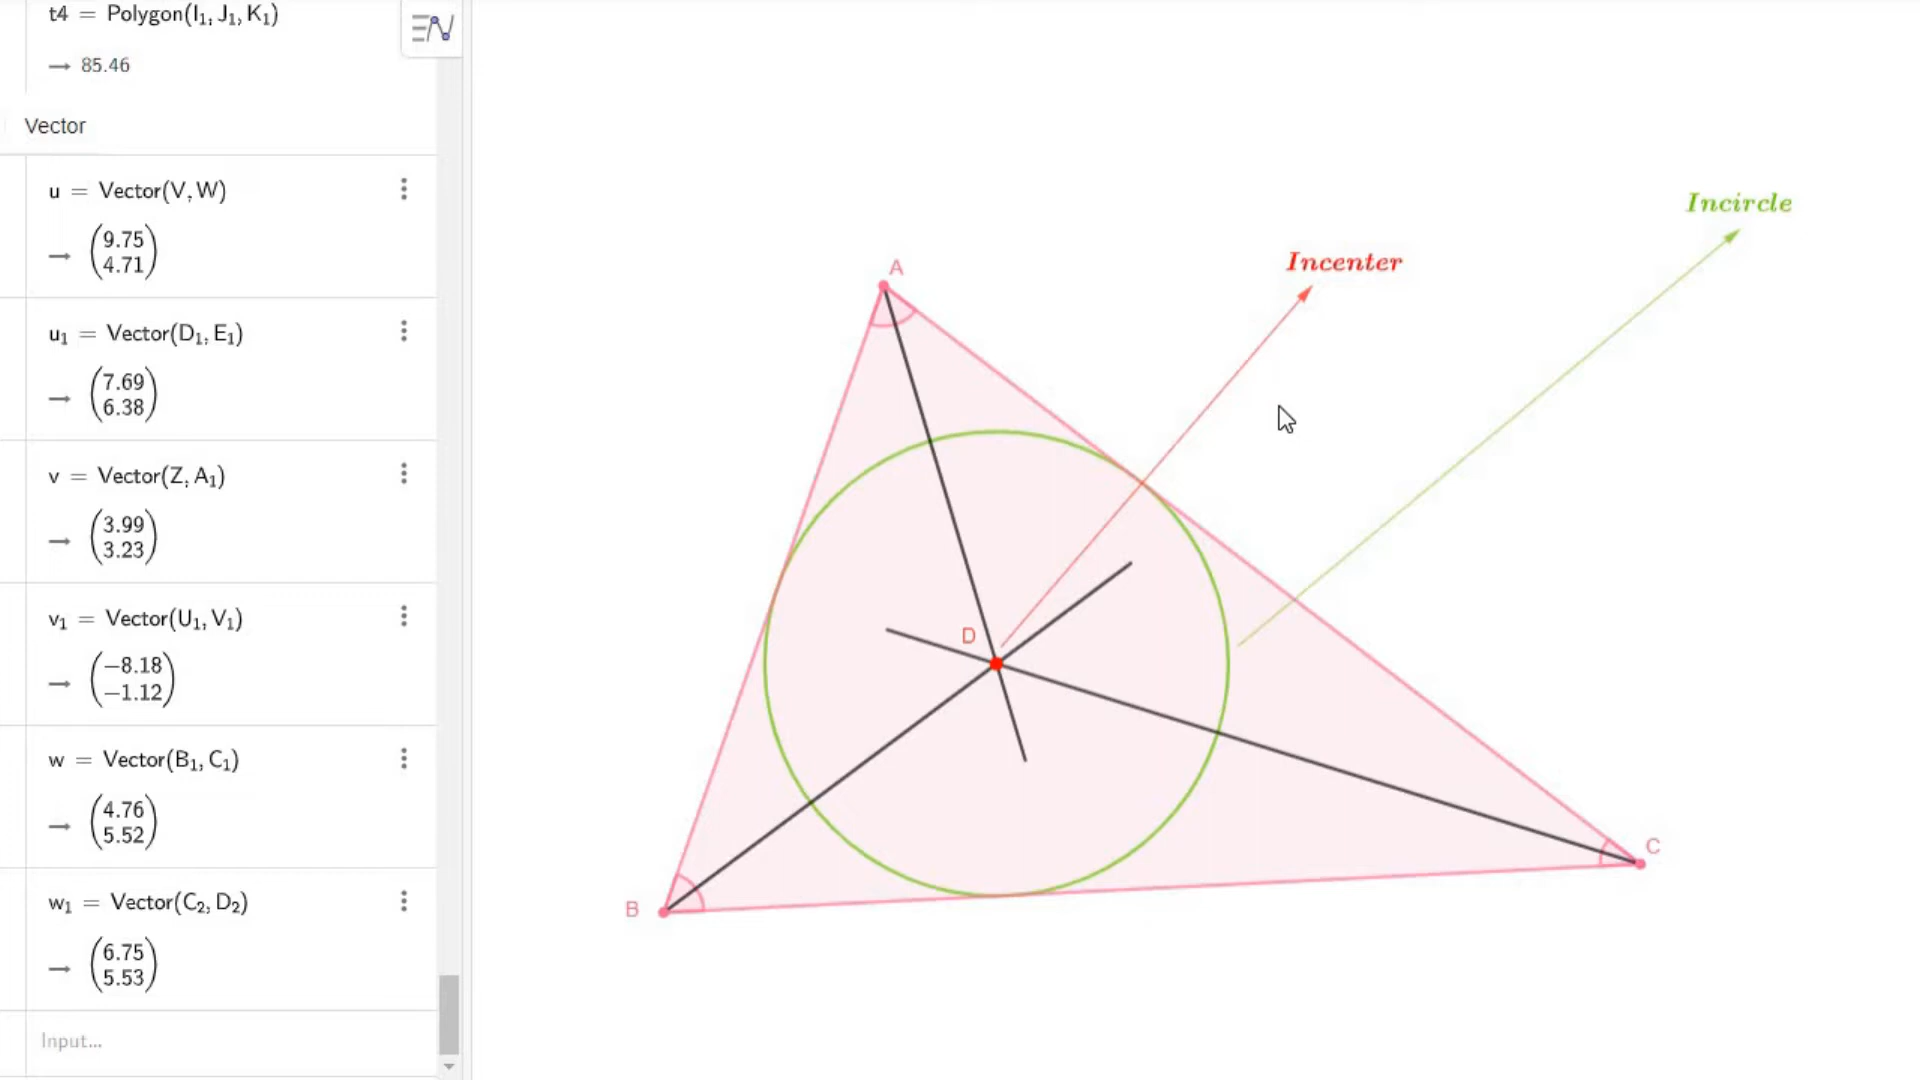 t4 = Polygon(I₁, J₁, K₁)
→ 85.46
Vector
u = Vector(V, W)
→ (9.75
4.71)
u₁ = Vector(D₁, E₁)
→ (7.69
6.38)
v = Vector(Z, A₁)
→ (3.99
3.23)
v₁ = Vector(U₁, V₁)
→ (−8.18
−1.12)
w = Vector(B₁, C₁)
→ (4.76
5.52)
w₁ = Vector(C₂, D₂)
→ (6.75
5.53)
Input...
Incircle
Incenter
A
D
C
B